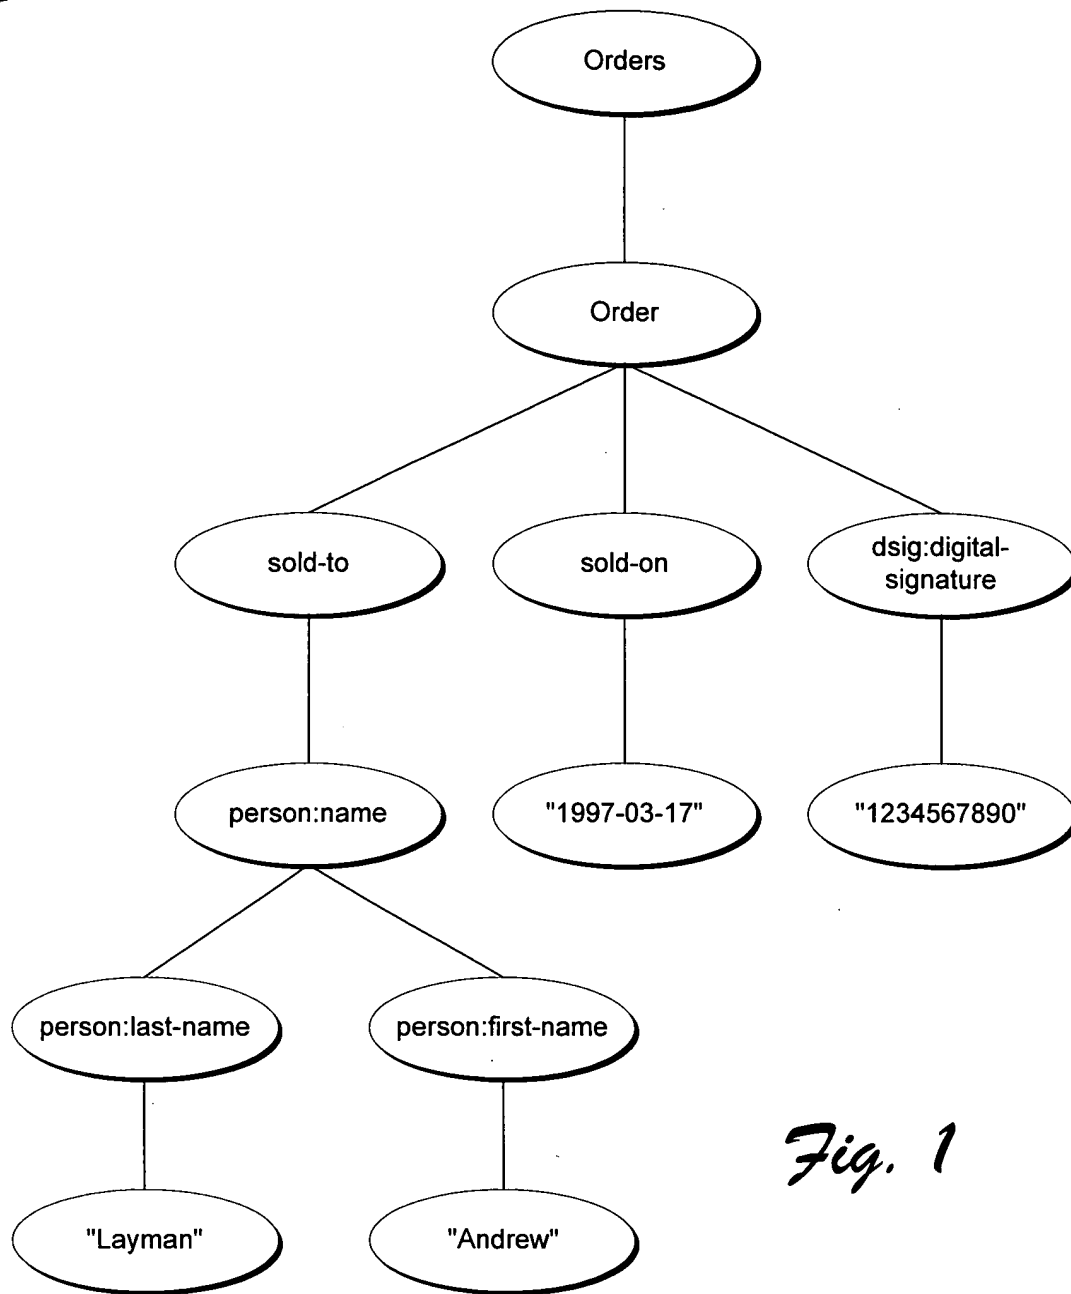 Orders
Order
sold-to
sold-on
dsig:digital-
signature
person:name
"1997-03-17"
"1234567890"
person:last-name
person:first-name
"Layman"
"Andrew"
Fig. 1